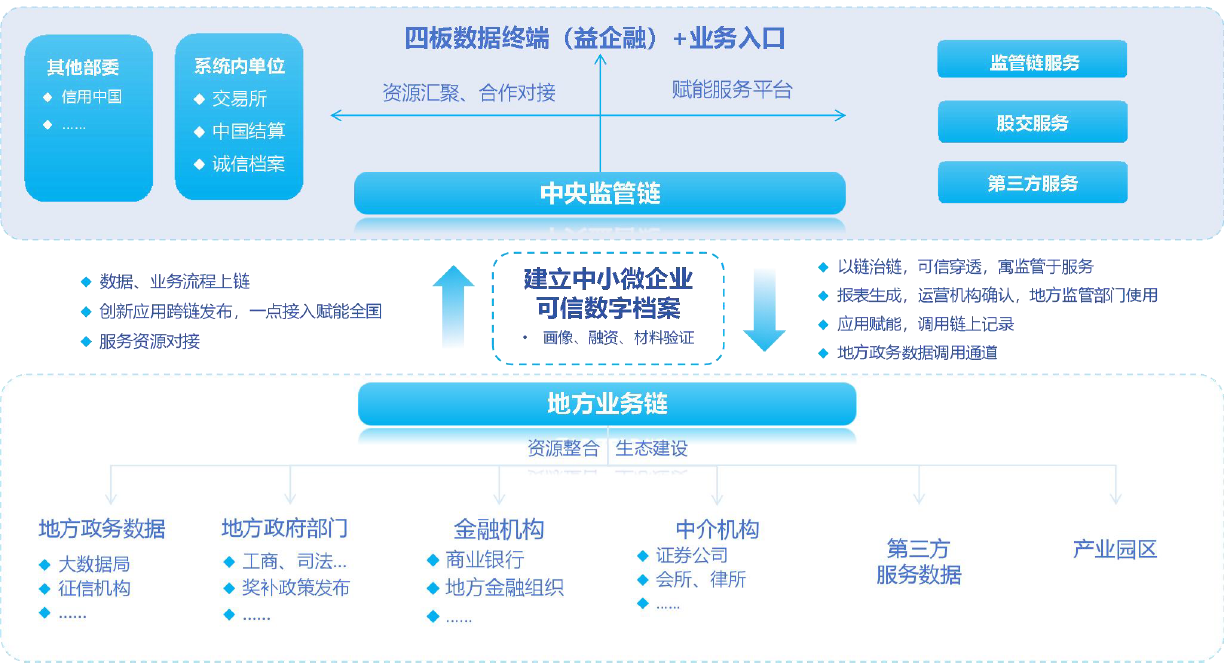 四板数据终端（益企融）+业务入口
其他部委
◆ 信用中国
◆ ……
系统内单位
◆ 交易所
◆ 中国结算
◆ 诚信档案
资源汇聚、合作对接
赋能服务平台
监管链服务
股交服务
第三方服务
中央监管链
◆ 数据、业务流程上链
◆ 创新应用跨链发布，一点接入赋能全国
◆ 服务资源对接
建立中小微企业
可信数字档案
• 画像、融资、材料验证
◆ 以链治链，可信穿透，寓监管于服务
◆ 报表生成，运营机构确认，地方监管部门使用
◆ 应用赋能，调用链上记录
◆ 地方政务数据调用通道
地方业务链
资源整合 生态建设
地方政务数据
◆ 大数据局
◆ 征信机构
◆ ……
地方政府部门
◆ 工商、司法...
◆ 奖补政策发布
◆ ……
金融机构
◆ 商业银行
◆ 地方金融组织
◆ ……
中介机构
◆ 证券公司
◆ 会所、律所
◆ ……
第三方
服务数据
产业园区